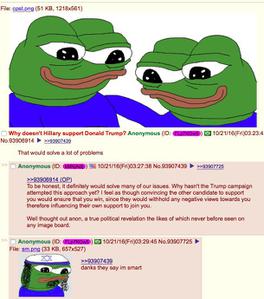 File: cpsl.png (51 KB, 1218x561)
Why doesn't Hillary support Donald Trump? Anonymous (ID: 10/21/16(Fri)03:23:4
No.93906914 >>93907439
That would solve a lot of problems
Anonymous (ID: 10/21/16(Fri)03:27:38 No.93907439 >>93907725
>>93906914 (OP)
To be honest, it definitely would solve many of our issues. Why hasn't the Trump campaign
attempted this approach yet? I feel as though convincing the other candidate to support
you would ensure that you win, since they would withhold any negative views towards you
therefore influencing their own support to join you.
Well thought out anon, a true political revelation the likes of which never before seen on
any image board.
Anonymous (ID: 10/21/16(Fri)03:29:45 No.93907725
File: sm.png (33 KB, 657x527)
>>93907439
danks they say im smart